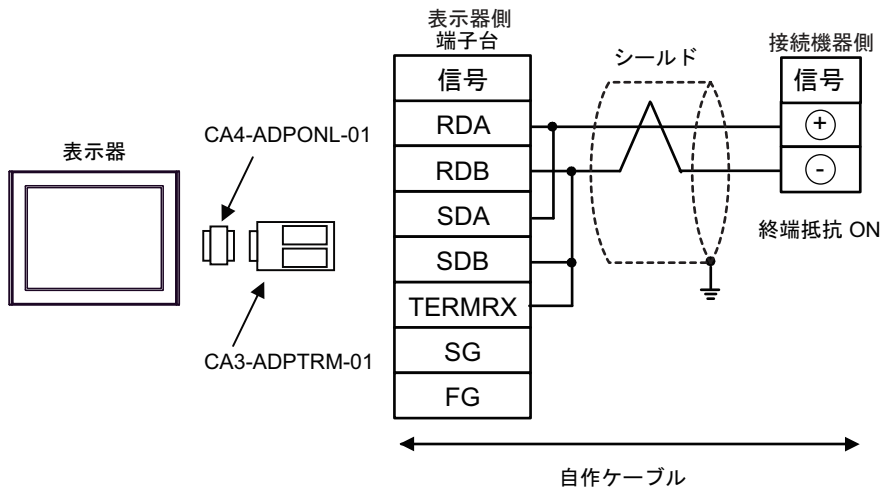 表示器
CA4-ADPONL-01
CA3-ADPTRM-01
表示器側
端子台
信号
RDA
RDB
SDA
SDB
TERMRX
SG
FG
シールド
接続機器側
信号
+
-
終端抵抗 ON
自作ケーブル